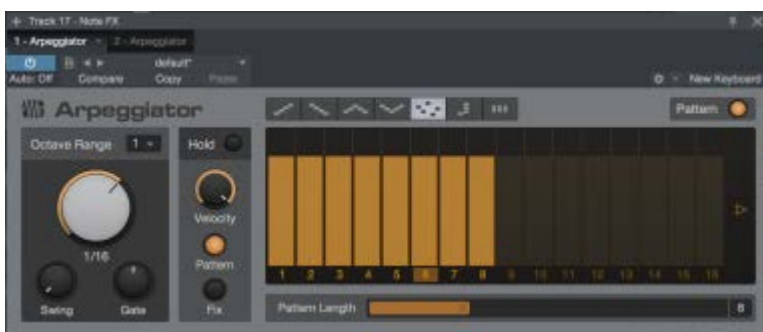 Track 17 - Note FX
1 - Arpeggiator 2 - Arpeggiator
default*
Auto: Off Compare Copy Paste New Keyboard
Arpeggiator Pattern
Octave Range 1 Hold
Velocity
1/16 Pattern
Swing Gate Fix
1 2 3 4 5 6 7 8 9 10 11 12 13 14 15 16
Pattern Length 8